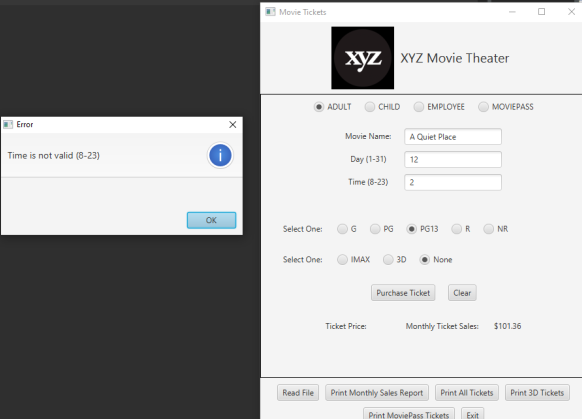 Movie Tickets
xyz XYZ Movie Theater
ADULT CHILD EMPLOYEE MOVIEPASS
Movie Name: A Quiet Place
Day (1-31) 12
Time (8-23) 2
Select One: G PG PG13 R NR
Select One: IMAX 3D None
Purchase Ticket Clear
Ticket Price: Monthly Ticket Sales: $101.36
Read File Print Monthly Sales Report Print All Tickets Print 3D Tickets
Print MoviePass Tickets Exit
Error
Time is not valid (8-23)
OK